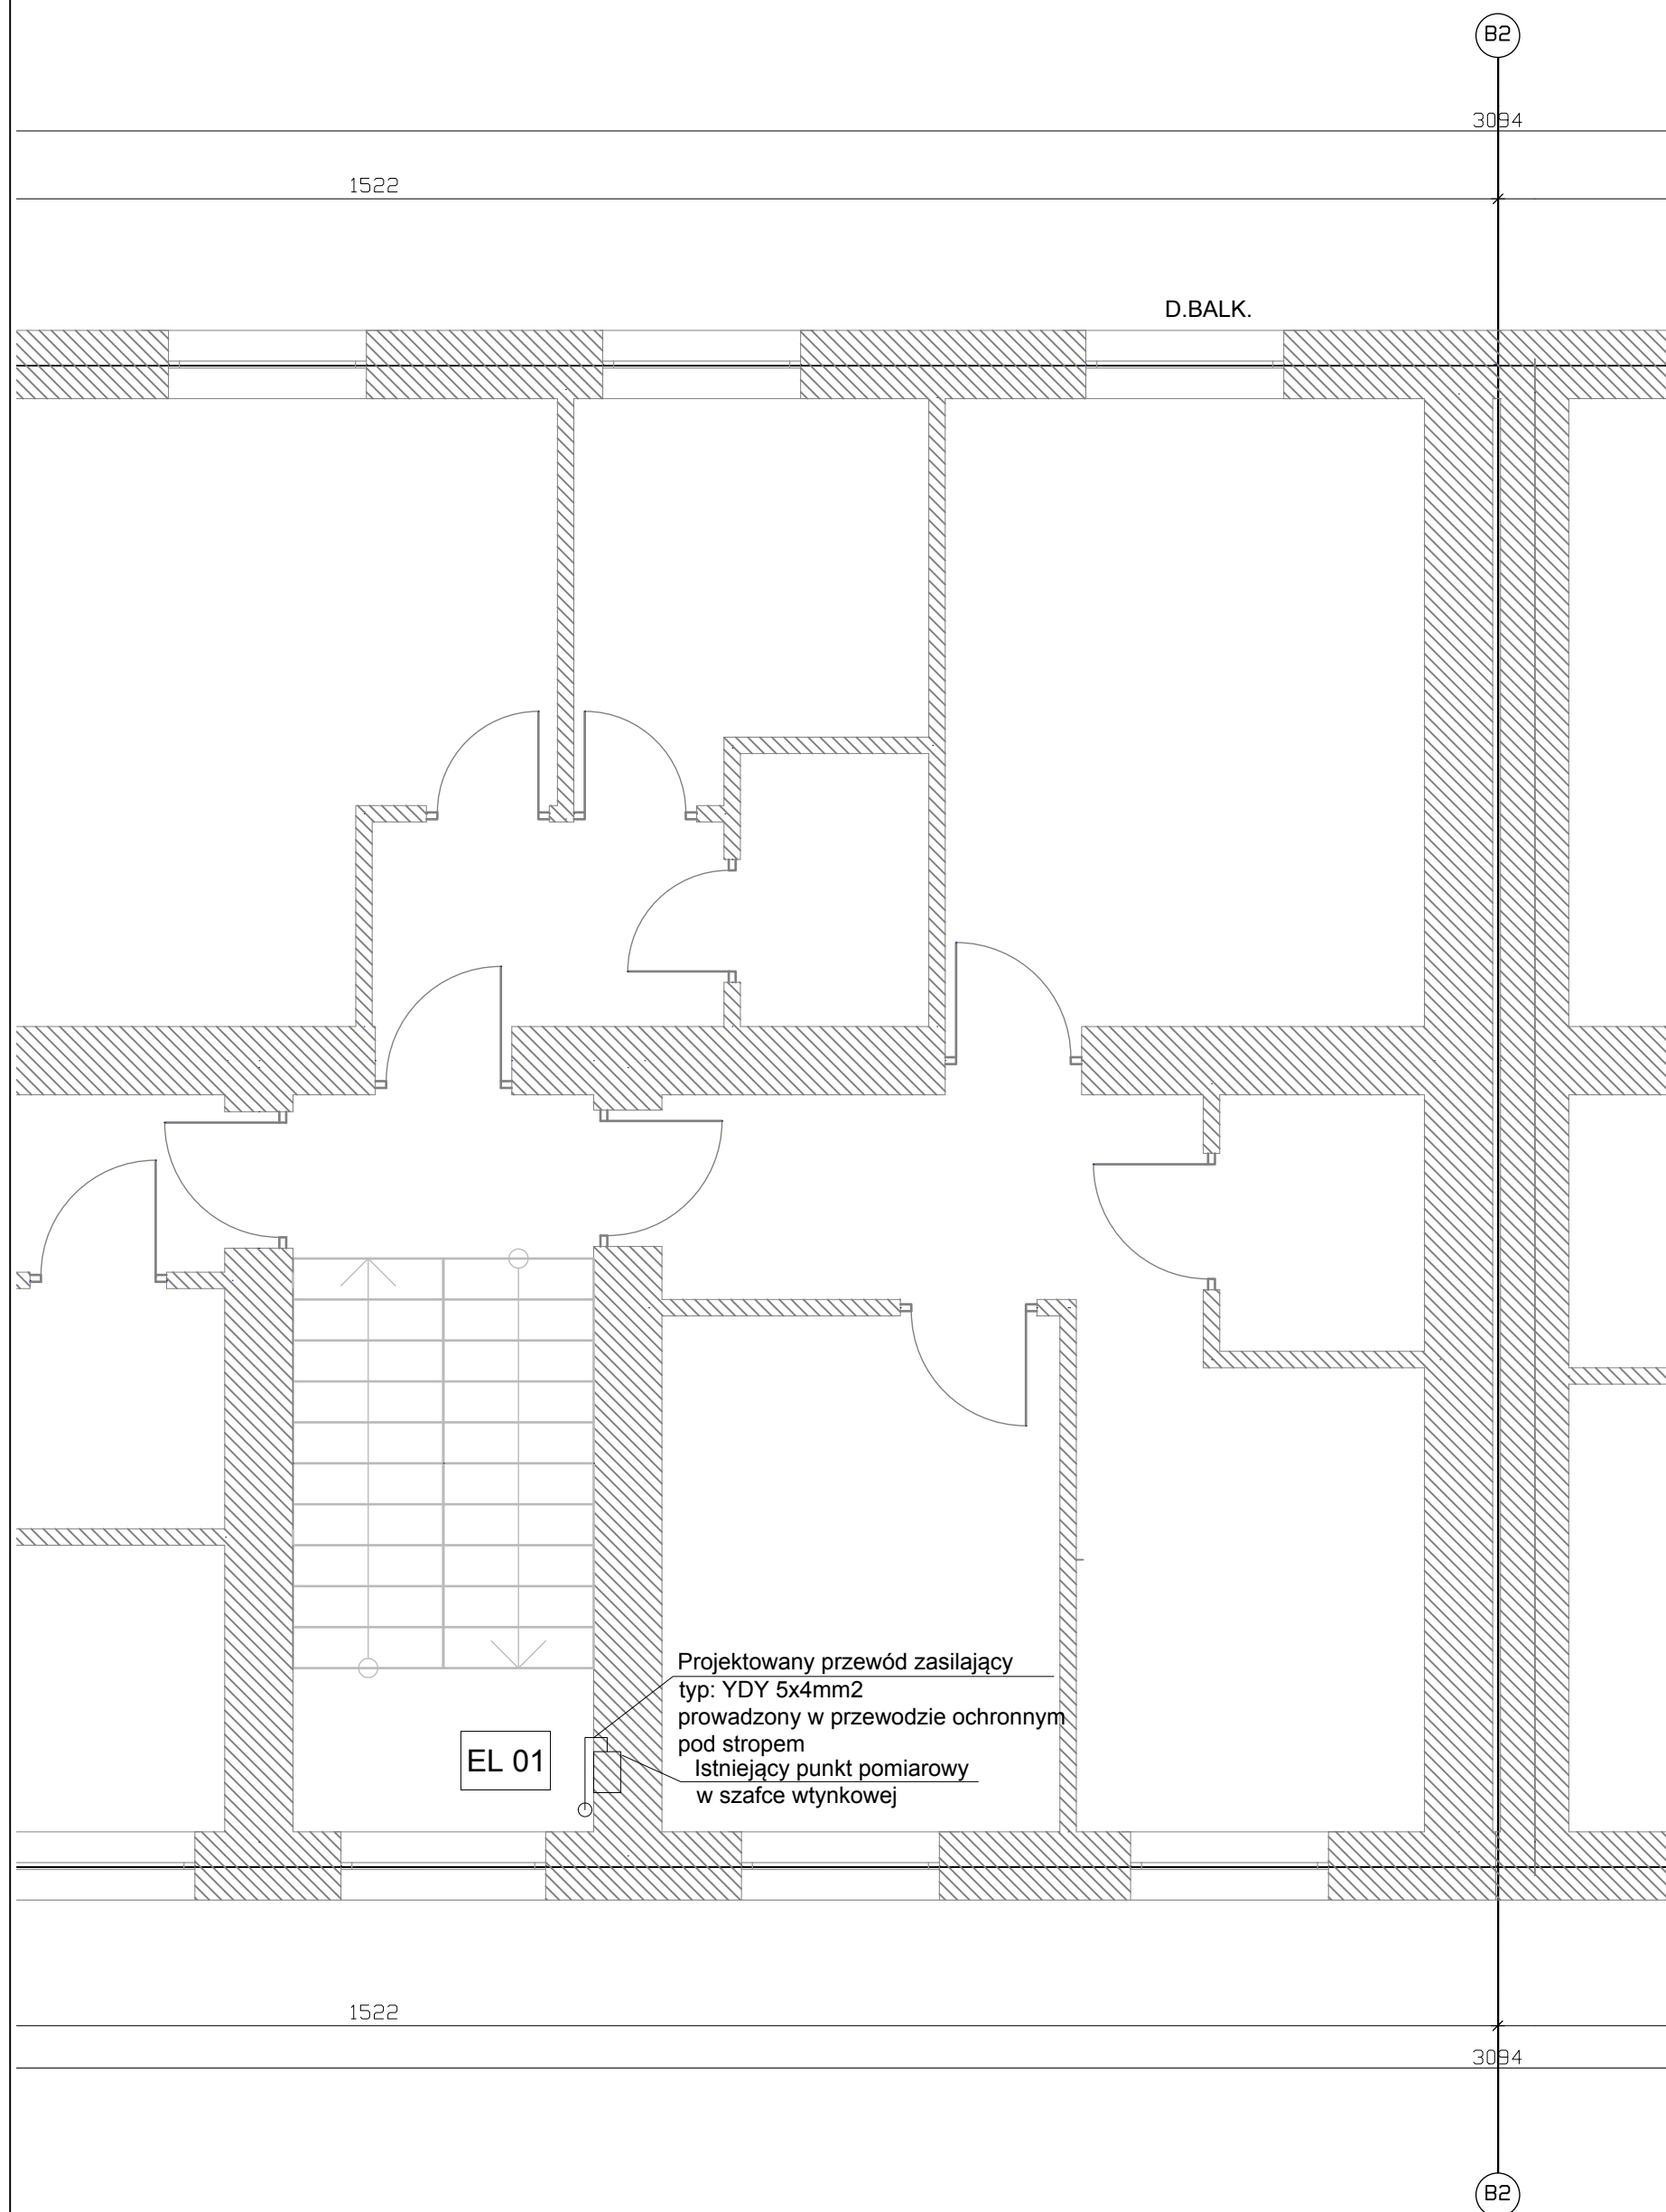 B2
3094
1522
D.BALK.
Projektowany przewód zasilający
typ: YDY 5x4mm2
prowadzony w przewodzie ochronnym
pod stropem
EL 01
Istniejący punkt pomiarowy
w szafce wtynkowej
1522
3094
B2